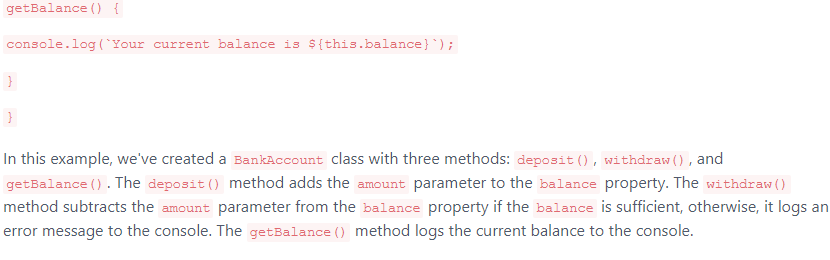 getBalance() {
console.log(`Your current balance is ${this.balance}`);
}
}
In this example, we've created a BankAccount class with three methods: deposit(), withdraw(), and
getBalance(). The deposit() method adds the amount parameter to the balance property. The withdraw()
method subtracts the amount parameter from the balance property if the balance is sufficient, otherwise, it logs an
error message to the console. The getBalance() method logs the current balance to the console.